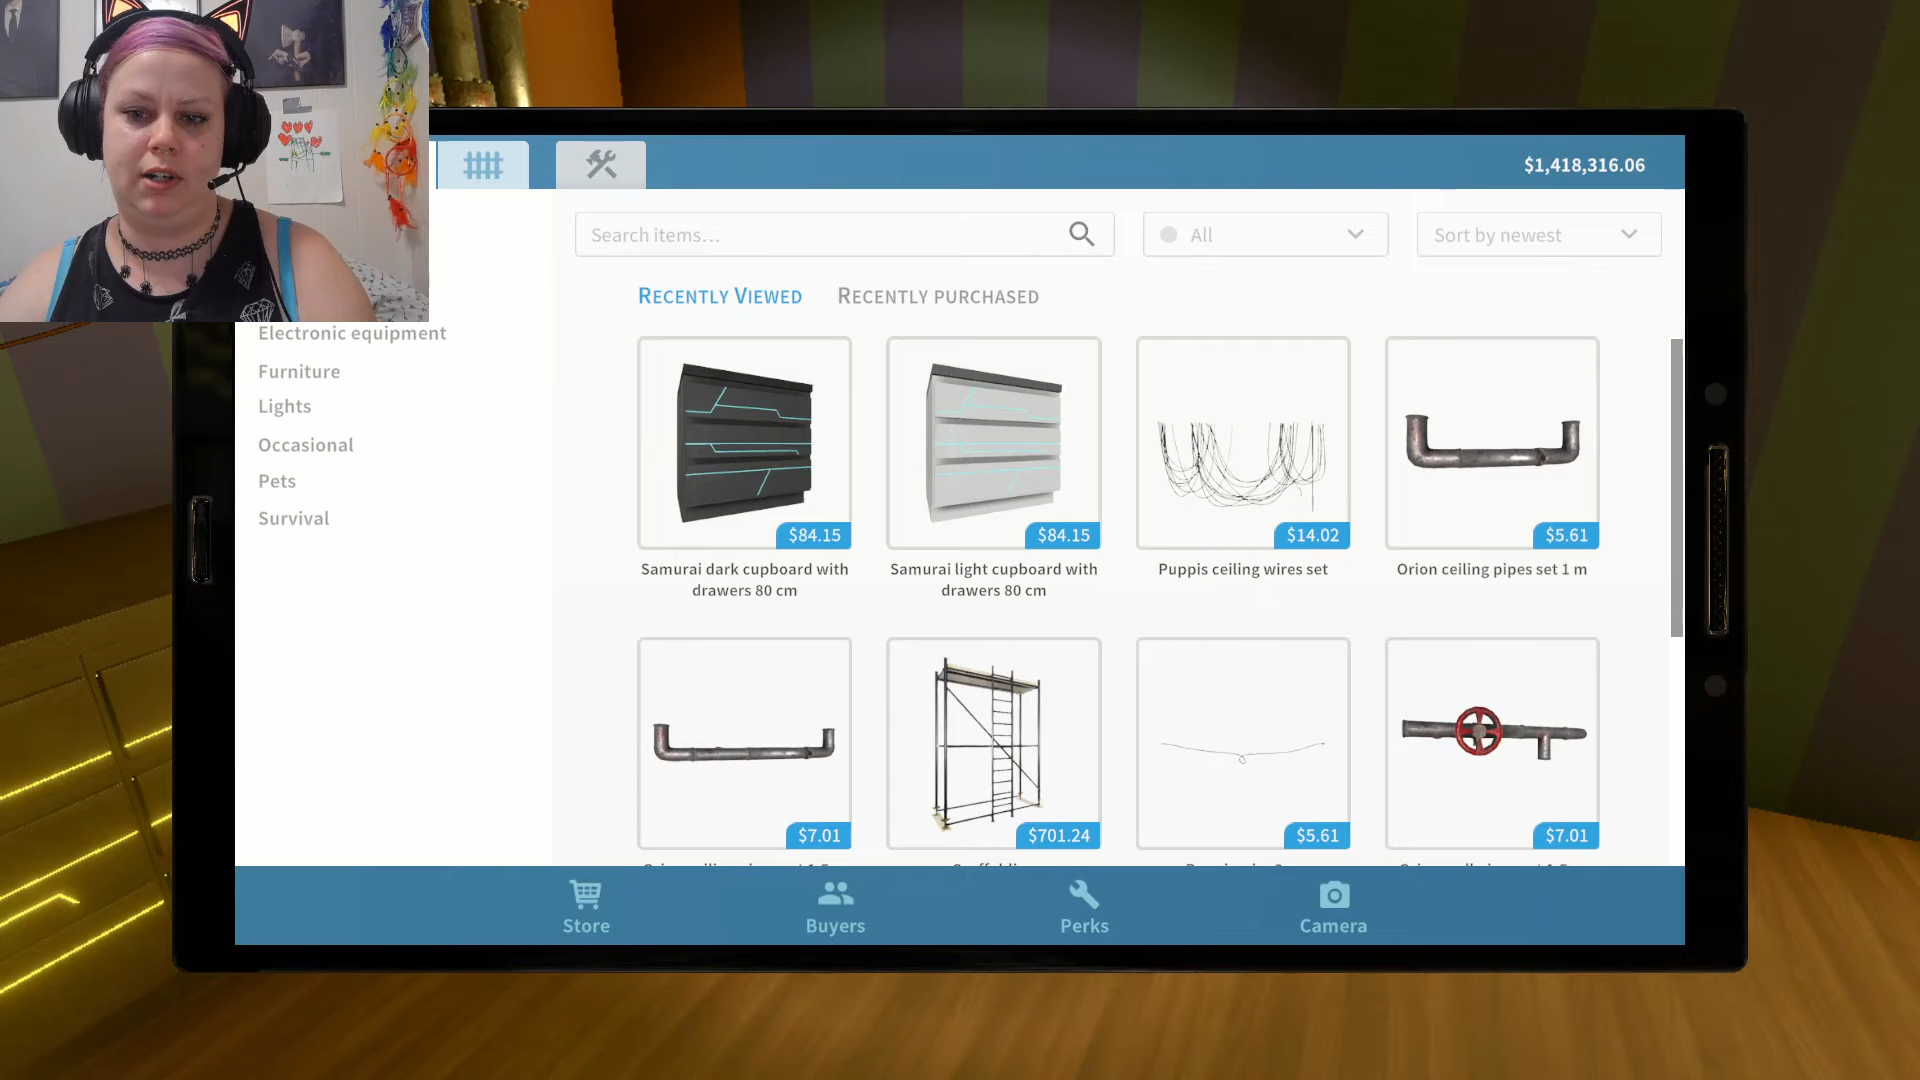 $1,418,316.06
Search items...
All
Sort by newest
RECENTLY VIEWED
RECENTLY PURCHASED
Electronic equipment
Furniture
Lights
Occasional
Pets
Survival
$84.15
$84.15
$14.02
$5.61
Samurai dark cupboard with
drawers 80 cm
Samurai light cupboard with
drawers 80 cm
Puppis ceiling wires set
Orion ceiling pipes set 1 m
$7.01
$701.24
$5.61
$7.01
Store
Buyers
Perks
Camera